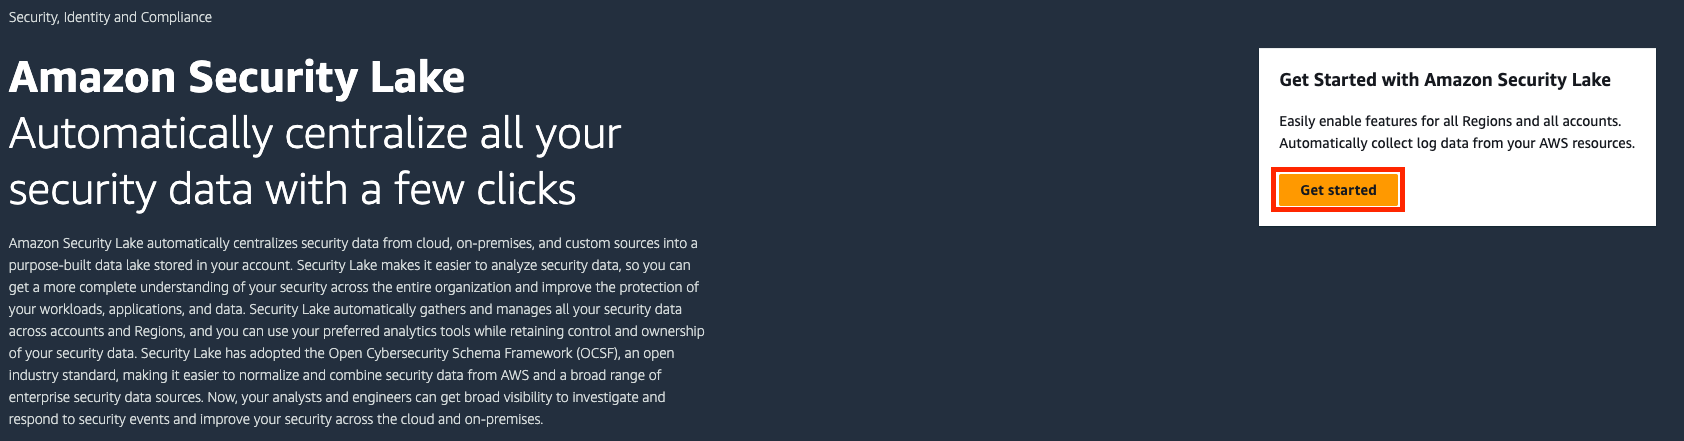 Security, Identity and Compliance
Amazon Security Lake
Automatically centralize all your
security data with a few clicks
Amazon Security Lake automatically centralizes security data from cloud, on-premises, and custom sources into a
purpose-built data lake stored in your account. Security Lake makes it easier to analyze security data, so you can
get a more complete understanding of your security across the entire organization and improve the protection of
your workloads, applications, and data. Security Lake automatically gathers and manages all your security data
across accounts and Regions, and you can use your preferred analytics tools while retaining control and ownership
of your security data. Security Lake has adopted the Open Cybersecurity Schema Framework (OCSF), an open
industry standard, making it easier to normalize and combine security data from AWS and a broad range of
enterprise security data sources. Now, your analysts and engineers can get broad visibility to investigate and
respond to security events and improve your security across the cloud and on-premises.
Get Started with Amazon Security Lake
Easily enable features for all Regions and all accounts.
Automatically collect log data from your AWS resources.
Get started